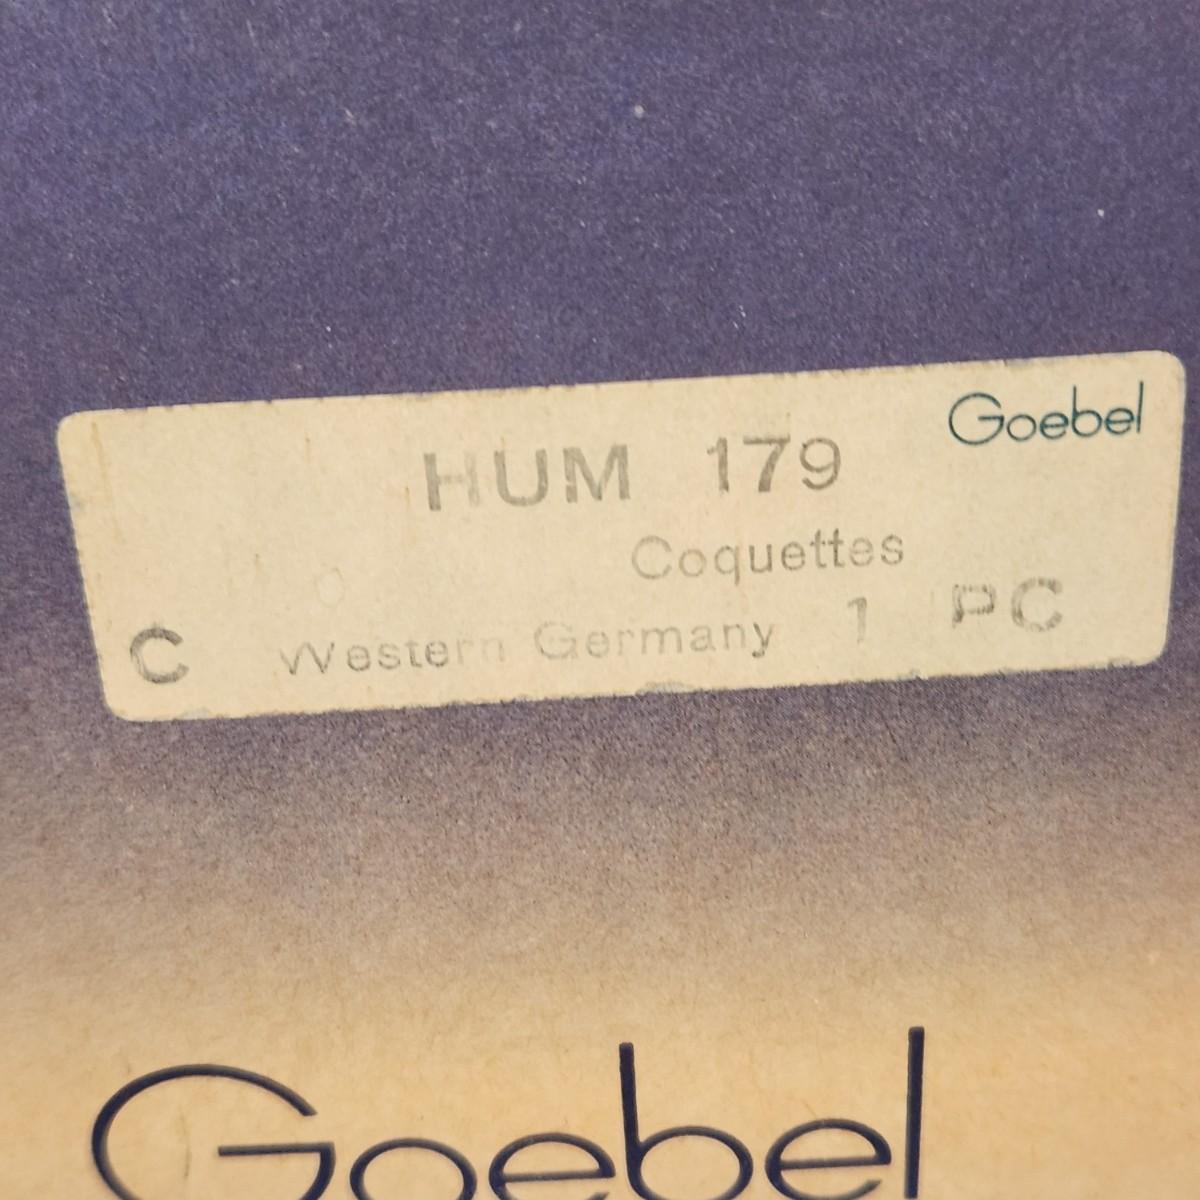 Goebel
HUM 179
Coquettes
C Western Germany 1 PC
Goebel